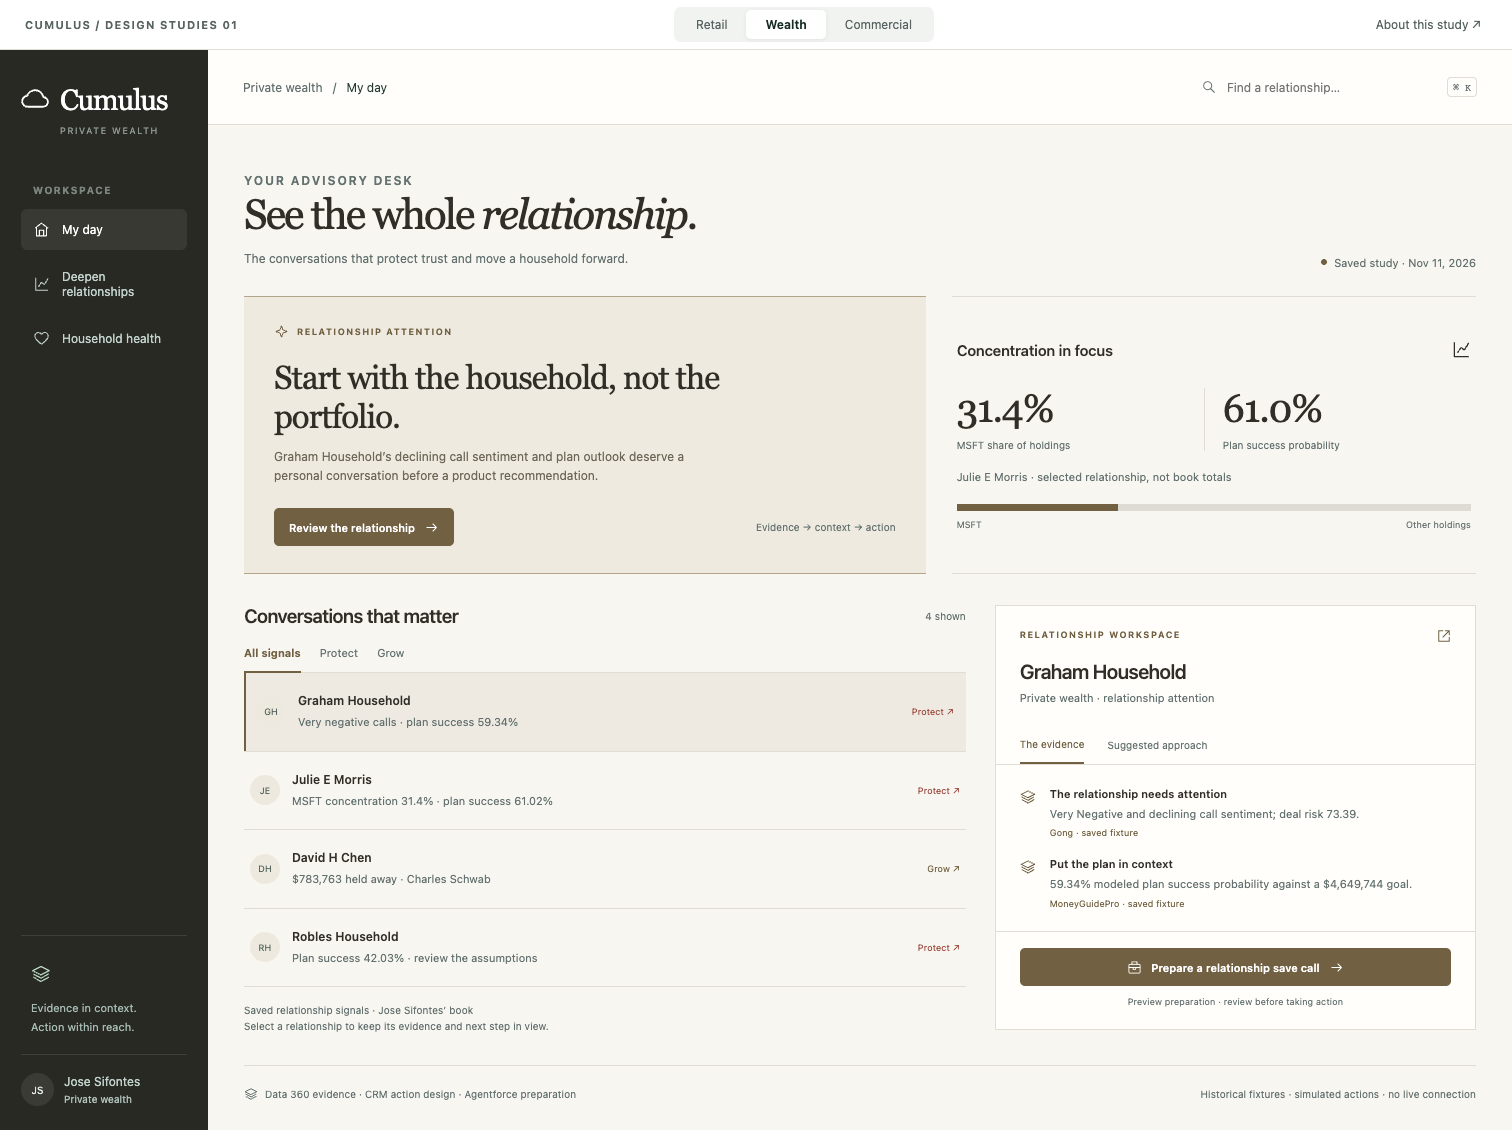 CUMULUS / DESIGN STUDIES 01
Retail
Wealth
Commercial
About this study ↗
Cumulus
PRIVATE WEALTH
WORKSPACE
My day
Deepen
relationships
Household health
Evidence in context.
Action within reach.
JS
Jose Sifontes
Private wealth
Private wealth / My day
Find a relationship...
⌘ K
YOUR ADVISORY DESK
See the whole relationship.
The conversations that protect trust and move a household forward.
Saved study · Nov 11, 2026
RELATIONSHIP ATTENTION
Start with the household, not the
portfolio.
Graham Household's declining call sentiment and plan outlook deserve a
personal conversation before a product recommendation.
Review the relationship →
Evidence → context → action
Concentration in focus
31.4%
MSFT share of holdings
61.0%
Plan success probability
Julie E Morris · selected relationship, not book totals
MSFT
Other holdings
Conversations that matter
4 shown
All signals
Protect
Grow
GH
Graham Household
Very negative calls · plan success 59.34%
Protect ↗
JE
Julie E Morris
MSFT concentration 31.4% · plan success 61.02%
Protect ↗
DH
David H Chen
$783,763 held away · Charles Schwab
Grow ↗
RH
Robles Household
Plan success 42.03% · review the assumptions
Protect ↗
Saved relationship signals · Jose Sifontes' book
Select a relationship to keep its evidence and next step in view.
RELATIONSHIP WORKSPACE
Graham Household
Private wealth · relationship attention
The evidence
Suggested approach
The relationship needs attention
Very Negative and declining call sentiment; deal risk 73.39.
Gong · saved fixture
Put the plan in context
59.34% modeled plan success probability against a $4,649,744 goal.
MoneyGuidePro · saved fixture
Prepare a relationship save call →
Preview preparation · review before taking action
Data 360 evidence · CRM action design · Agentforce preparation
Historical fixtures · simulated actions · no live connection